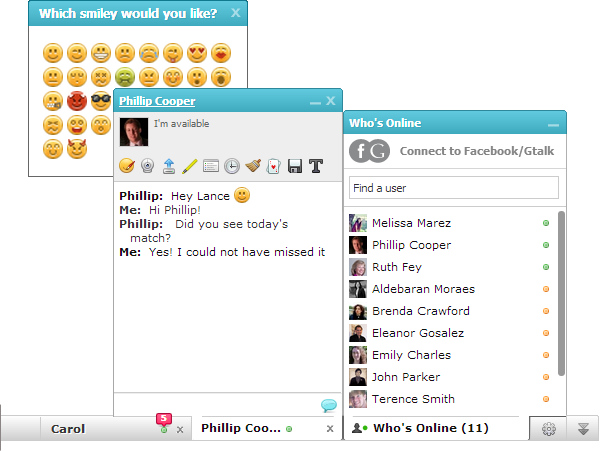 Which smiley would you like? X
Phillip Cooper
I'm available
Phillip: Hey Lance
Me: Hi Phillip!
Phillip: Did you see today's
match?
Me: Yes! I could not have missed it
Who's Online
f G Connect to Facebook/Gtalk
Find a user
Melissa Marez
Phillip Cooper
Ruth Fey
Aldebaran Moraes
Brenda Crawford
Eleanor Gosalez
Emily Charles
John Parker
Terence Smith
Carol 5 x
Phillip Coo... x
Who's Online (11)